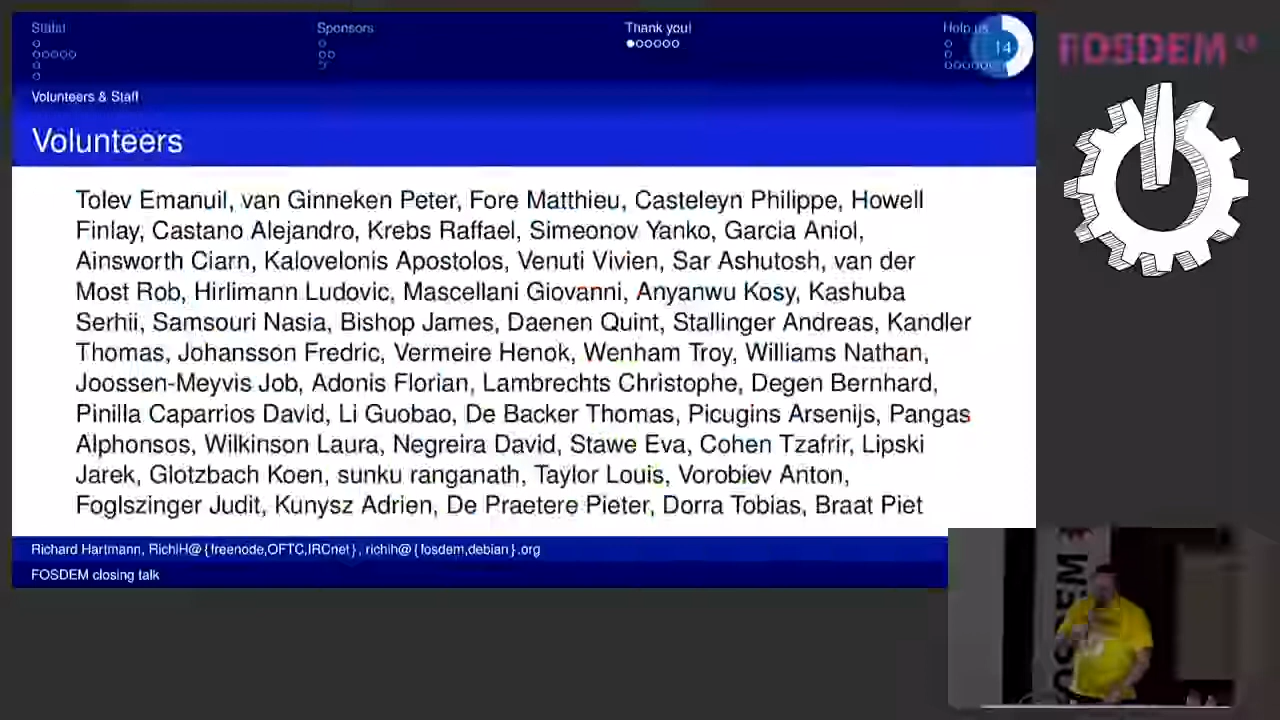 Statist
Sponsors
Thank you!
Help us
14
FOSDEM
Volunteers & Staff
Volunteers
Tolev Emanuil, van Ginneken Peter, Fore Matthieu, Casteleyn Philippe, Howell
Finlay, Castano Alejandro, Krebs Raffael, Simeonov Yanko, Garcia Aniol,
Ainsworth Ciarn, Kalovelonis Apostolos, Venuti Vivien, Sar Ashutosh, van der
Most Rob, Hirlimann Ludovic, Mascellani Giovanni, Anyanwu Kosy, Kashuba
Serhii, Samsouri Nasia, Bishop James, Daenen Quint, Stallinger Andreas, Kandler
Thomas, Johansson Fredric, Vermeire Henok, Wenham Troy, Williams Nathan,
Joossen-Meyvis Job, Adonis Florian, Lambrechts Christophe, Degen Bernhard,
Pinilla Caparrios David, Li Guobao, De Backer Thomas, Picugins Arsenijs, Pangas
Alphonsos, Wilkinson Laura, Negreira David, Stawe Eva, Cohen Tzafrir, Lipski
Jarek, Glotzbach Koen, sunku ranganath, Taylor Louis, Vorobiev Anton,
Foglszinger Judit, Kunysz Adrien, De Praetere Pieter, Dorra Tobias, Braat Piet
Richard Hartmann, RichiH@{freenode,OFTC,IRCnet}, richih@{fosdem,debian}.org
FOSDEM closing talk